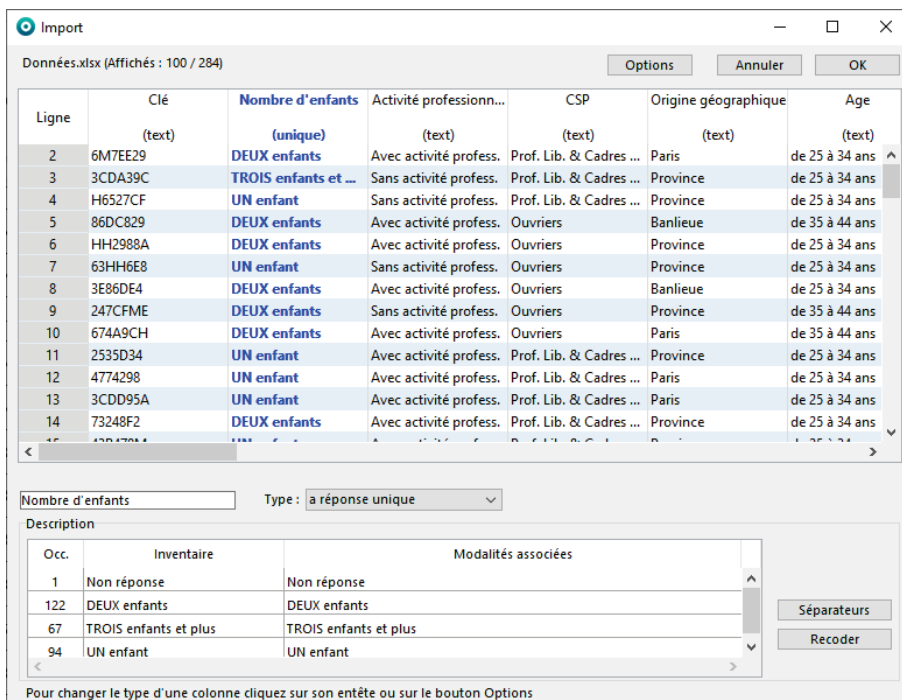 Import
Données.xlsx (Affichés : 100 / 284) Options Annuler OK
Ligne Clé Nombre d'enfants Activité professionn... CSP Origine géographique Age
(text) (unique) (text) (text) (text) (text)
2 6M7EE29 DEUX enfants Avec activité profess. Prof. Lib. & Cadres ... Paris de 25 à 34 ans
3 3CDA39C TROIS enfants et ... Sans activité profess. Prof. Lib. & Cadres ... Province de 25 à 34 ans
4 H6527CF UN enfant Sans activité profess. Prof. Lib. & Cadres ... Province de 25 à 34 ans
5 86DC829 DEUX enfants Avec activité profess. Ouvriers Banlieue de 35 à 44 ans
6 HH2988A DEUX enfants Avec activité profess. Ouvriers Province de 25 à 34 ans
7 63HH6E8 UN enfant Sans activité profess. Ouvriers Province de 25 à 34 ans
8 3E86DE4 DEUX enfants Avec activité profess. Ouvriers Banlieue de 25 à 34 ans
9 247CFME DEUX enfants Sans activité profess. Ouvriers Province de 35 à 44 ans
10 674A9CH DEUX enfants Avec activité profess. Ouvriers Paris de 35 à 44 ans
11 2535D34 UN enfant Avec activité profess. Prof. Lib. & Cadres ... Province de 25 à 34 ans
12 4774298 UN enfant Avec activité profess. Prof. Lib. & Cadres ... Paris de 25 à 34 ans
13 3CDD95A UN enfant Avec activité profess. Prof. Lib. & Cadres ... Paris de 25 à 34 ans
14 73248F2 DEUX enfants Avec activité profess. Prof. Lib. & Cadres ... Province de 25 à 34 ans
Nombre d'enfants Type : a réponse unique
Description
Occ. Inventaire Modalités associées
1 Non réponse Non réponse
122 DEUX enfants DEUX enfants
67 TROIS enfants et plus TROIS enfants et plus
94 UN enfant UN enfant
Séparateurs
Recoder
Pour changer le type d'une colonne cliquez sur son entête ou sur le bouton Options